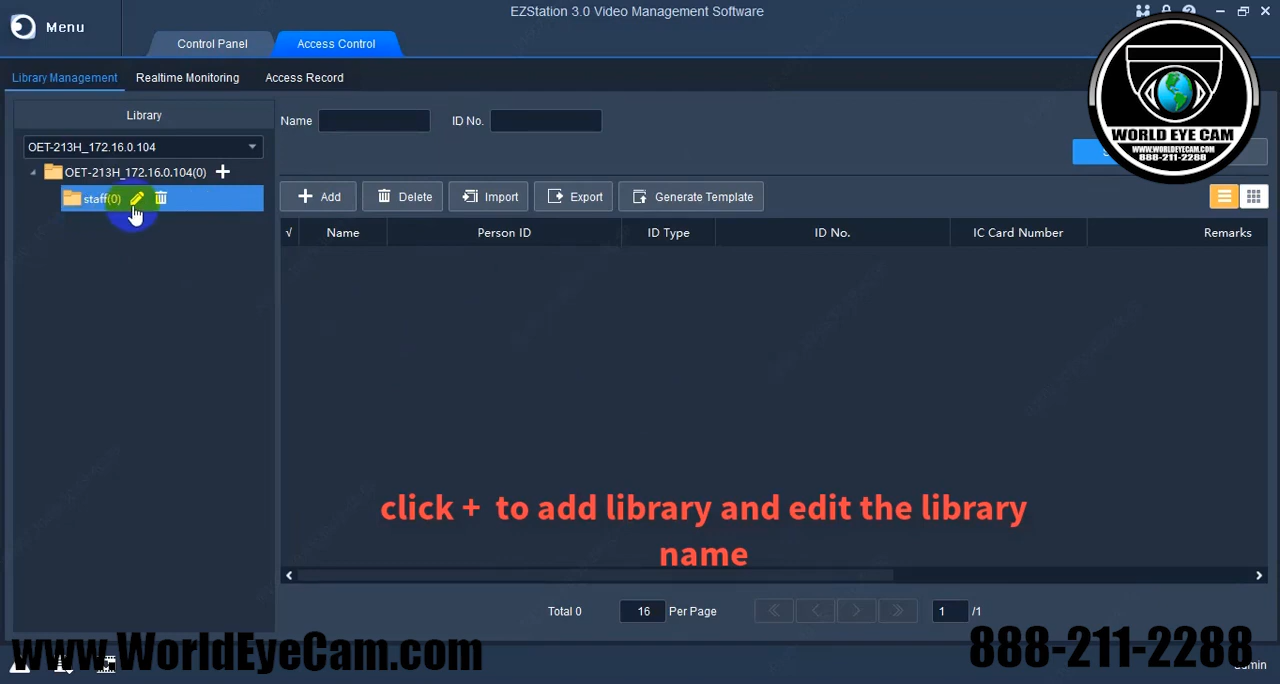 EZStation 3.0 Video Management Software
Menu
Control Panel
Access Control
Library Management
Realtime Monitoring
Access Record
WORLD EYE CAM
WWW.WORLDEYECAM.COM
888-211-2288
Library
Name
ID No.
OET-213H_172.16.0.104
OET-213H_172.16.0.104(0)
staff(0)
Add
Delete
Import
Export
Generate Template
√
Name
Person ID
ID Type
ID No.
IC Card Number
Remarks
click + to add library and edit the library
name
Total 0
16
Per Page
1
/1
www.WorldEyeCam.com
888-211-2288